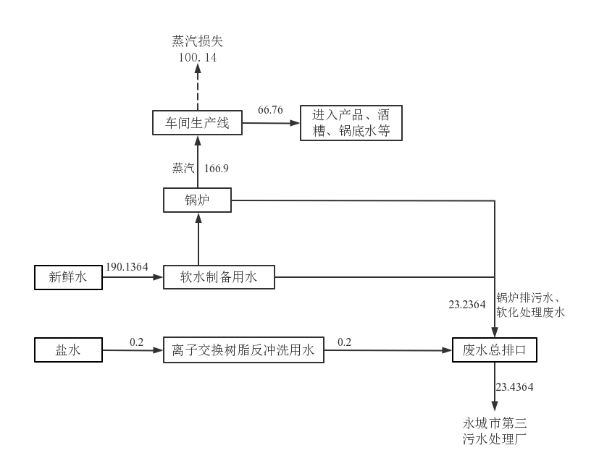 蒸汽损失
100.14
车间生产线
66.76
进入产品、酒
糟、锅底水等
蒸汽 166.9
锅炉
新鲜水
190.1364
软水制备用水
23.2364
锅炉排污水、
软化处理废水
盐水
0.2
离子交换树脂反冲洗用水
0.2
废水总排口
23.4364
永城市第三
污水处理厂